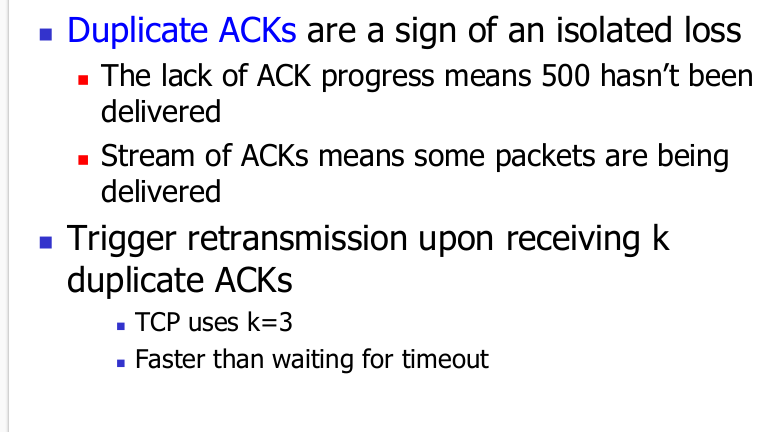 Duplicate ACKs are a sign of an isolated loss
The lack of ACK progress means 500 hasn’t been
delivered
Stream of ACKs means some packets are being
delivered
Trigger retransmission upon receiving k
duplicate ACKs
TCP uses k=3
Faster than waiting for timeout